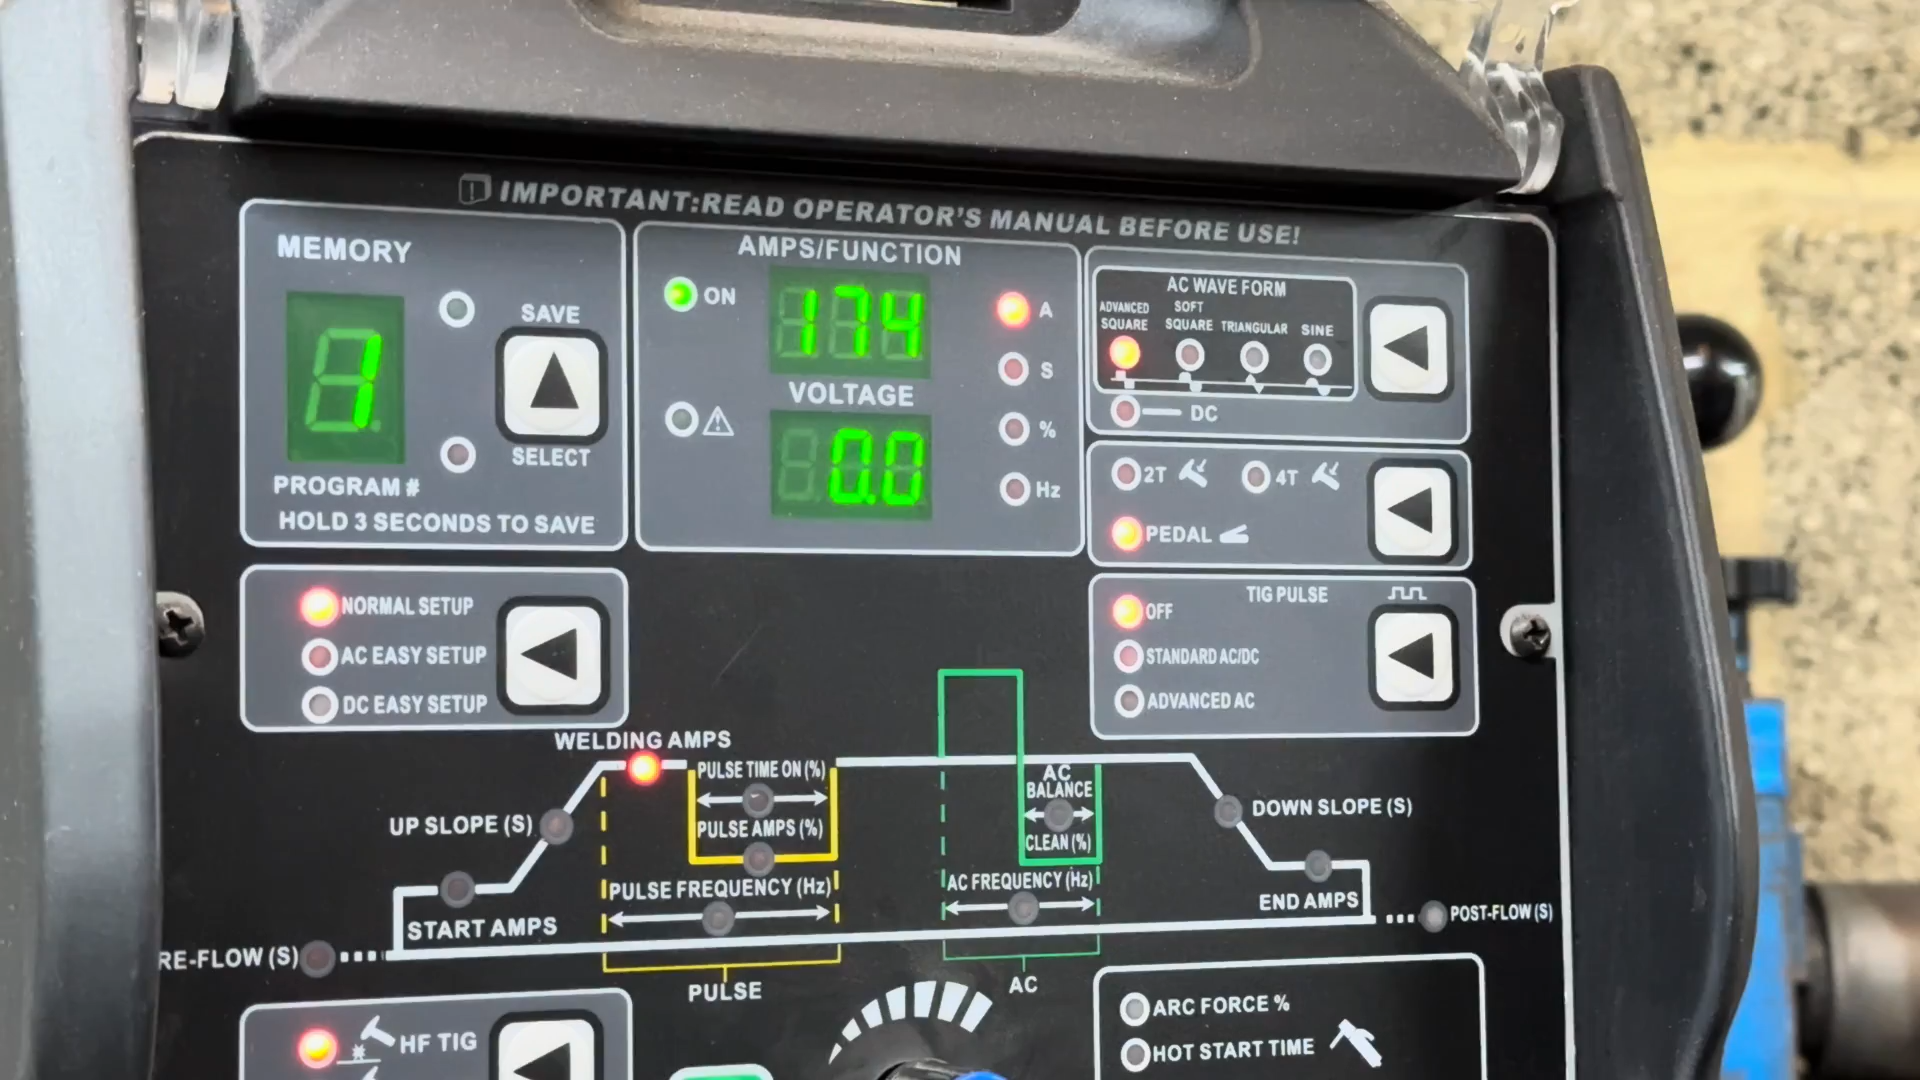 IMPORTANT:READ OPERATOR'S MANUAL BEFORE USE!
MEMORY
1
SAVE
SELECT
PROGRAM #
HOLD 3 SECONDS TO SAVE
AMPS/FUNCTION
ON
174
VOLTAGE
0.0
A
S
%
Hz
AC WAVE FORM
ADVANCED SQUARE
SOFT SQUARE
TRIANGULAR
SINE
DC
2T
4T
PEDAL
NORMAL SETUP
AC EASY SETUP
DC EASY SETUP
TIG PULSE
OFF
STANDARD AC/DC
ADVANCED AC
WELDING AMPS
PULSE TIME ON (%)
PULSE AMPS (%)
PULSE FREQUENCY (Hz)
UP SLOPE (S)
START AMPS
RE-FLOW (S)
AC
BALANCE
CLEAN (%)
AC FREQUENCY (Hz)
DOWN SLOPE (S)
END AMPS
POST-FLOW (S)
PULSE
AC
HF TIG
ARC FORCE %
HOT START TIME